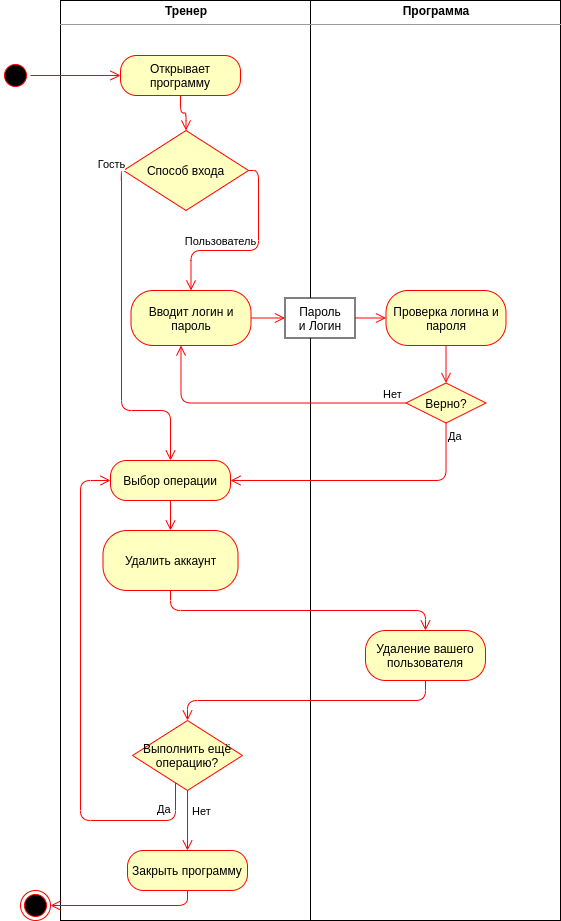 Тренер
Программа
Открывает
программу
Гость
Способ входа
Пользователь
Вводит логин и
пароль
Пароль
и Логин
Проверка логина и
пароля
Нет
Верно?
Да
Выбор операции
Удалить аккаунт
Удаление вашего
пользователя
Выполнить ещё
операцию?
Да
Нет
Закрыть программу